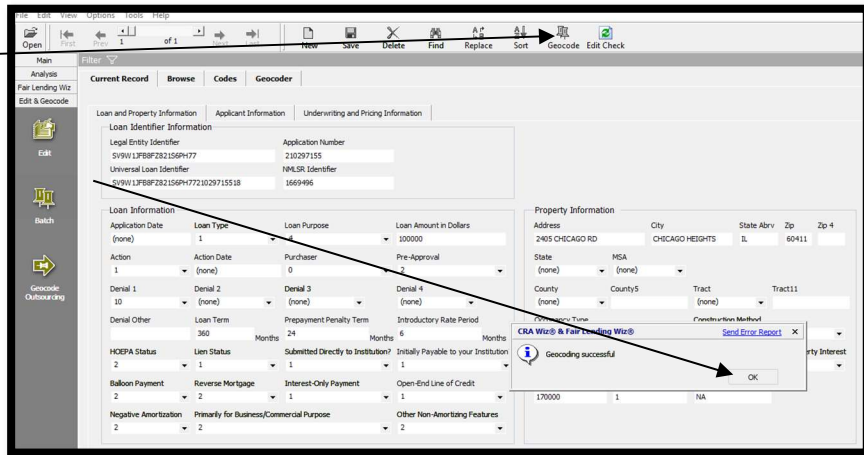 File Edit View Options Tools Help
Open First Prev 1 of 1 Next Last New Save Delete Find Replace Sort Geocode Edit Check
Main
Filter
Analysis
Fair Lending Wiz
Edit & Geocode
Edit
Batch
Geocode
Outsourcing
Current Record Browse Codes Geocoder
Loan and Property Information Applicant Information Underwriting and Pricing Information
Loan Identifier Information
Legal Entity Identifier Application Number
SV9W1JFB8FZ821S6PH77 210297155
Universal Loan Identifier NMLSR Identifier
SV9W1JFB8FZ821S6PH7721029715518 1669496
Loan Information
Application Date Loan Type Loan Purpose Loan Amount in Dollars
(none) 1 4 100000
Action Action Date Purchaser Pre-Approval
1 (none) 0 2
Denial 1 Denial 2 Denial 3 Denial 4
10 (none) (none) (none)
Denial Other Loan Term Prepayment Penalty Term Introductory Rate Period
360 Months 24 Months 6 Months
HOEPA Status Lien Status Submitted Directly to Institution? Initially Payable to your Institution
2 1 1 1
Balloon Payment Reverse Mortgage Interest-Only Payment Open-End Line of Credit
2 2 1 1
Negative Amortization Primarily for Business/Commercial Purpose Other Non-Amortizing Features
2 2 2
Property Information
Address City State Abrv Zip Zip 4
2405 CHICAGO RD CHICAGO HEIGHTS IL 60411
State MSA
(none) (none)
County County5 Tract Tract11
(none) (none)
Occupancy Type Construction Method
CRA Wiz® & Fair Lending Wiz® Send Error Report X
Geocoding successful
OK
Interest
170000 1 NA